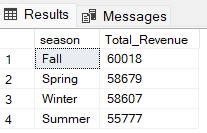 Results Messages
season Total_Revenue
1 Fall 60018
2 Spring 58679
3 Winter 58607
4 Summer 55777